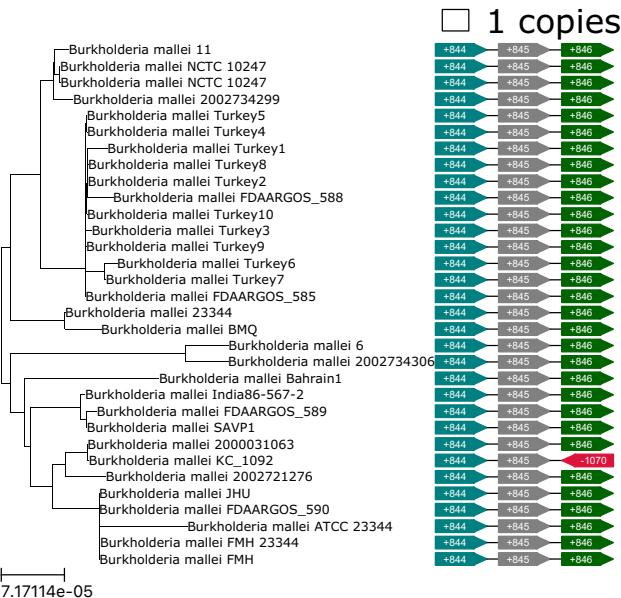 1 copies
Burkholderia mallei 11 +844 +845 +846
Burkholderia mallei NCTC 10247 +844 +845 +846
Burkholderia mallei NCTC 10247 +844 +845 +846
Burkholderia mallei 2002734299 +844 +845 +846
Burkholderia mallei Turkey5 +844 +845 +846
Burkholderia mallei Turkey4 +844 +845 +846
Burkholderia mallei Turkey1 +844 +845 +846
Burkholderia mallei Turkey8 +844 +845 +846
Burkholderia mallei Turkey2 +844 +845 +846
Burkholderia mallei FDAARGOS_588 +844 +845 +846
Burkholderia mallei Turkey10 +844 +845 +846
Burkholderia mallei Turkey3 +844 +845 +846
Burkholderia mallei Turkey9 +844 +845 +846
Burkholderia mallei Turkey6 +844 +845 +846
Burkholderia mallei Turkey7 +844 +845 +846
Burkholderia mallei FDAARGOS_585 +844 +845 +846
Burkholderia mallei 23344 +844 +845 +846
Burkholderia mallei BMQ +844 +845 +846
Burkholderia mallei 6 +844 +845 +846
Burkholderia mallei 2002734306 +844 +845 +846
Burkholderia mallei Bahrain1 +844 +845 +846
Burkholderia mallei India86-567-2 +844 +845 +846
Burkholderia mallei FDAARGOS_589 +844 +845 +846
Burkholderia mallei SAVP1 +844 +845 +846
Burkholderia mallei 2000031063 +844 +845 +846
Burkholderia mallei KC_1092 +844 +845 -1070
Burkholderia mallei 2002721276 +844 +845 +846
Burkholderia mallei JHU +844 +845 +846
Burkholderia mallei FDAARGOS_590 +844 +845 +846
Burkholderia mallei ATCC 23344 +844 +845 +846
Burkholderia mallei FMH 23344 +844 +845 +846
Burkholderia mallei FMH +844 +845 +846
7.17114e-05